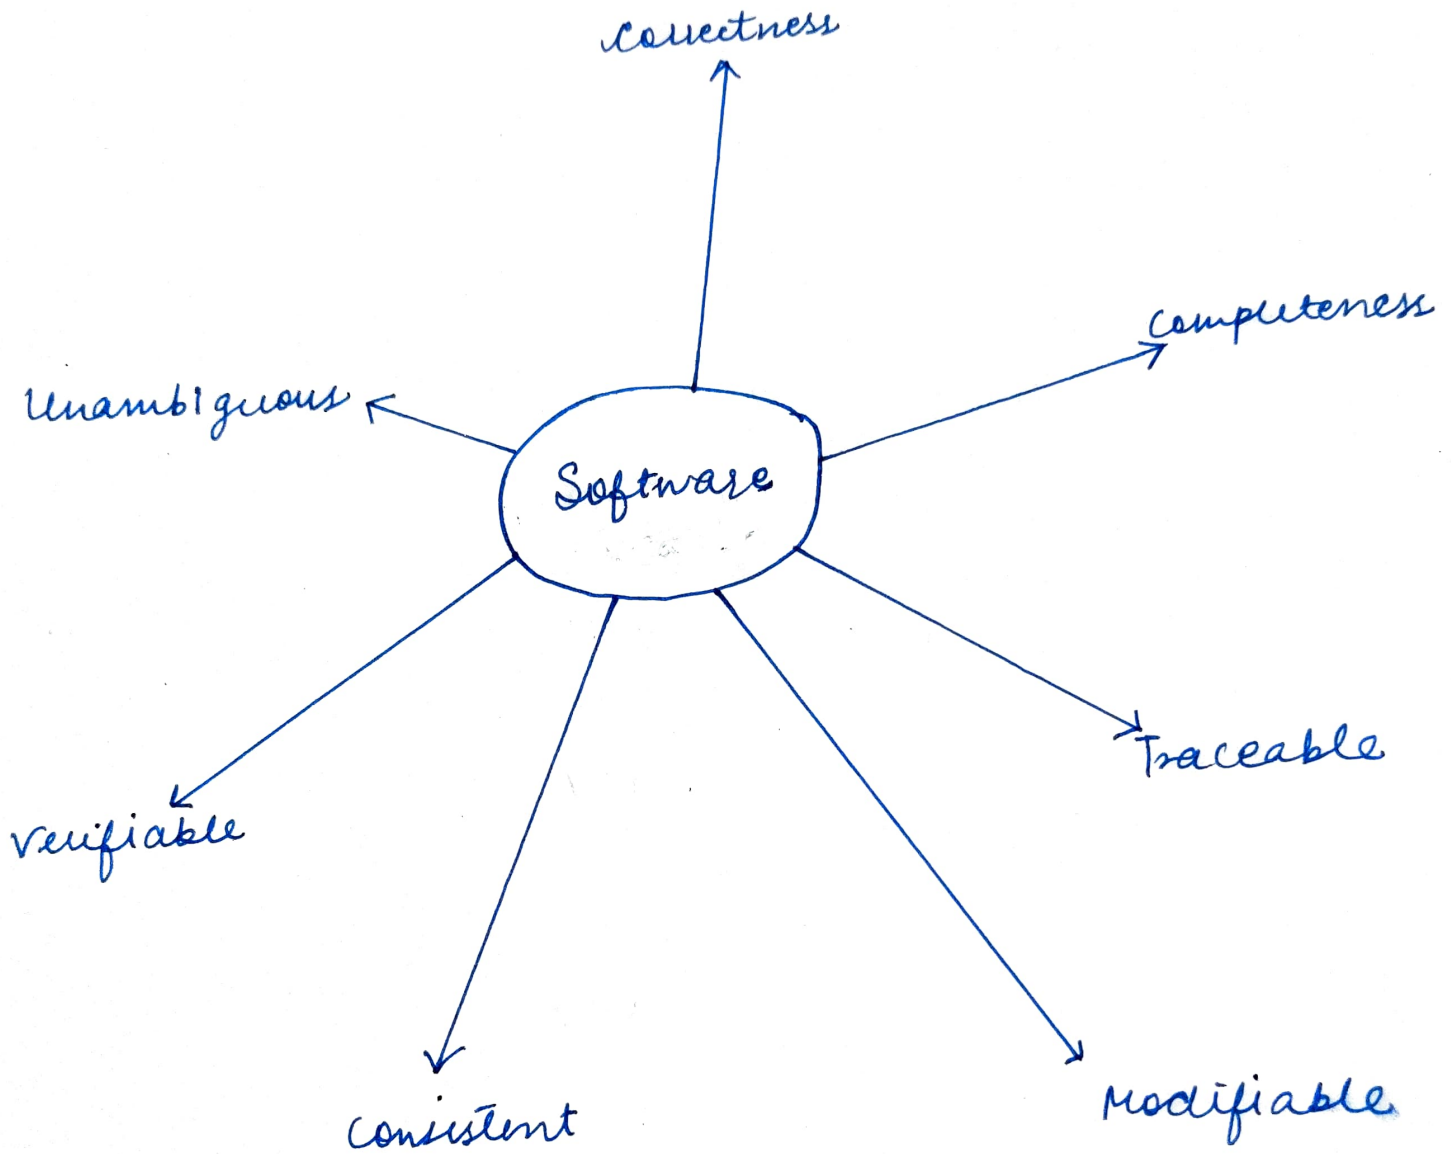 Correctness
Completeness
Unambiguous
Software
Traceable
Verifiable
Modifiable
Consistent